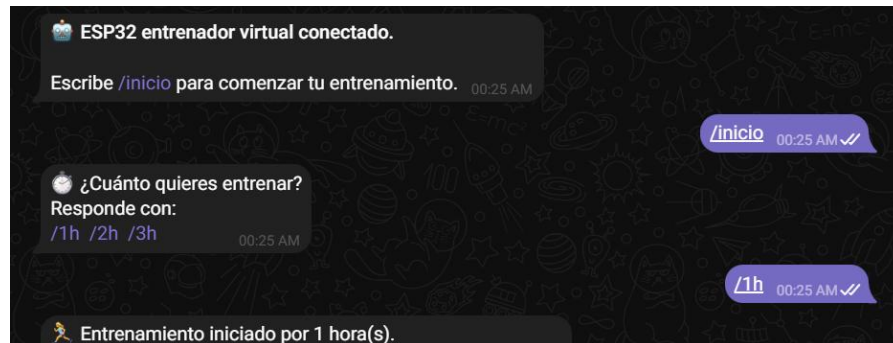 🤖 ESP32 entrenador virtual conectado.
Escribe /inicio para comenzar tu entrenamiento. 00:25 AM
/inicio 00:25 AM
⏱️ ¿Cuánto quieres entrenar?
Responde con:
/1h /2h /3h 00:25 AM
/1h 00:25 AM
🏃 Entrenamiento iniciado por 1 hora(s).